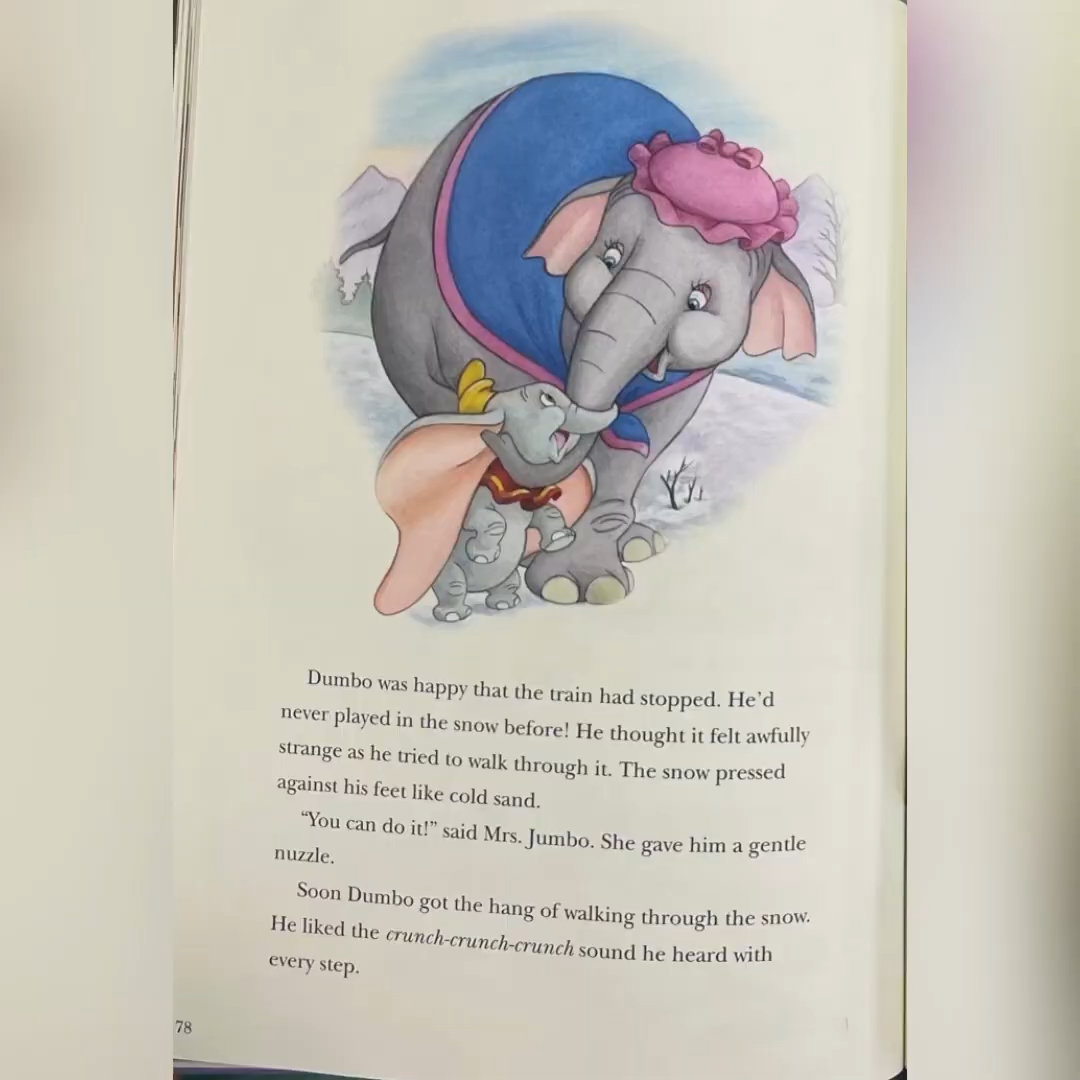 Dumbo was happy that the train had stopped. He'd
never played in the snow before! He thought it felt awfully
strange as he tried to walk through it. The snow pressed
against his feet like cold sand.
“You can do it!” said Mrs. Jumbo. She gave him a gentle
nuzzle.
Soon Dumbo got the hang of walking through the snow.
He liked the crunch-crunch-crunch sound he heard with
every step.
78